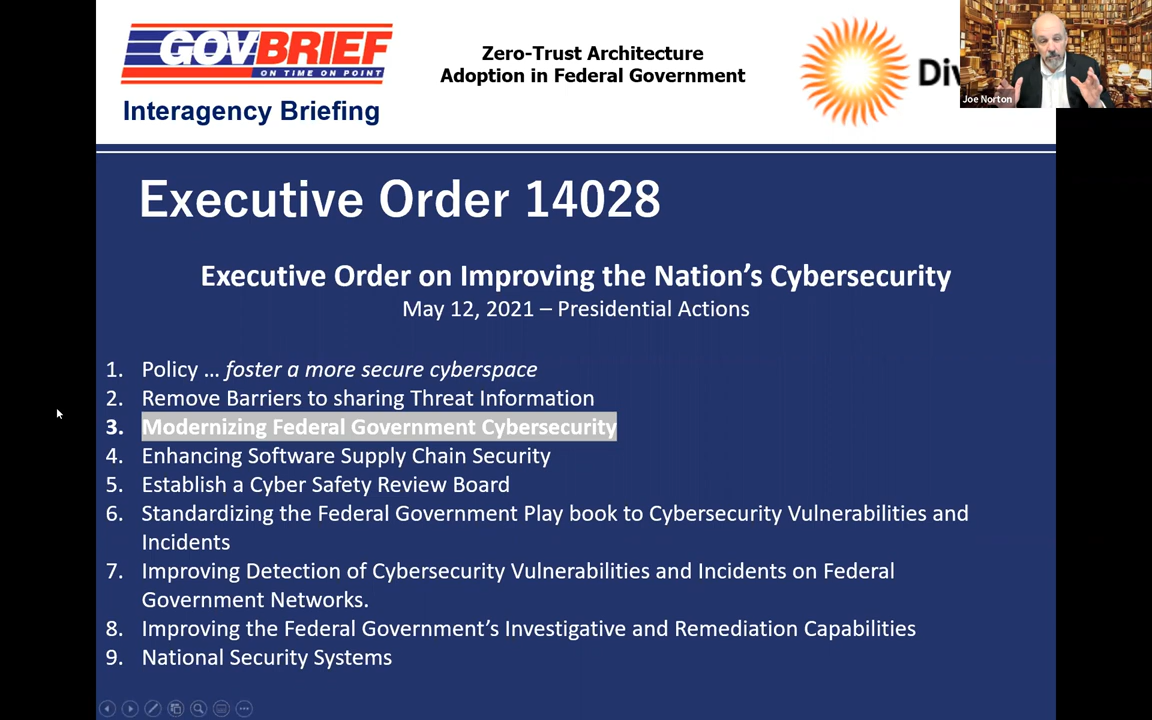 GOVBRIEF
ON TIME ON POINT
Interagency Briefing
Zero-Trust Architecture
Adoption in Federal Government
Joe Norton
Executive Order 14028
Executive Order on Improving the Nation's Cybersecurity
May 12, 2021 – Presidential Actions
1. Policy ... foster a more secure cyberspace
2. Remove Barriers to sharing Threat Information
3. Modernizing Federal Government Cybersecurity
4. Enhancing Software Supply Chain Security
5. Establish a Cyber Safety Review Board
6. Standardizing the Federal Government Play book to Cybersecurity Vulnerabilities and
Incidents
7. Improving Detection of Cybersecurity Vulnerabilities and Incidents on Federal
Government Networks.
8. Improving the Federal Government's Investigative and Remediation Capabilities
9. National Security Systems